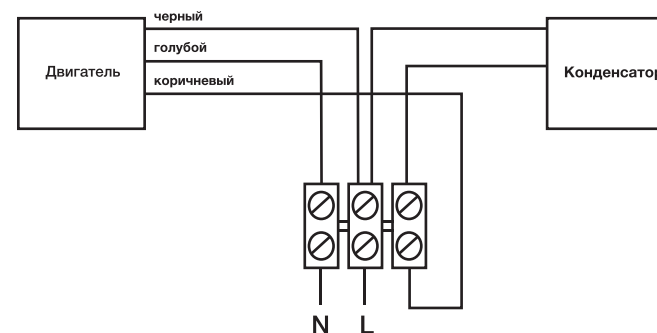 черный
голубой
Двигатель
коричневый
Конденсатор
N L